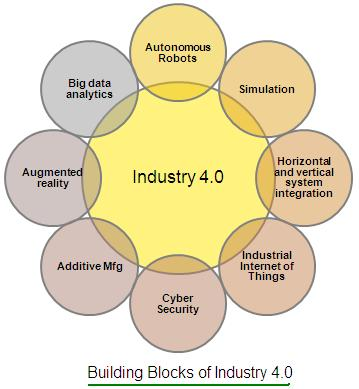 Autonomous
Robots
Simulation
Horizontal
and vertical
system
integration
Industrial
Internet of
Things
Cyber
Security
Additive Mfg
Augmented
reality
Big data
analytics
Industry 4.0
Building Blocks of Industry 4.0